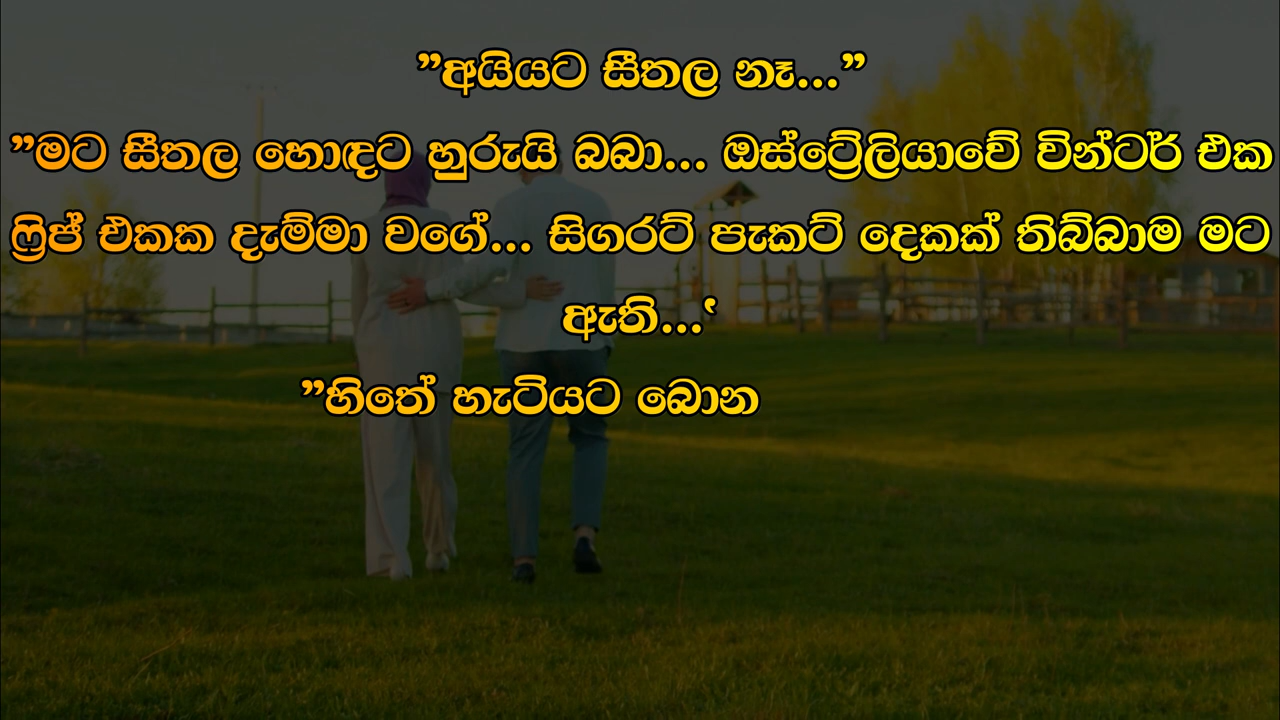 ”අයියට සීතල නෑ...”
”මට සීතල හොඳට හුරුයි බබා... ඔස්ට්‍රේලියාවේ වින්ටර් එක
ෆ්‍රිජ් එකක දැම්මා වගේ... සිගරට් පැකට් දෙකක් තිබ්බාම මට
ඇති...‘
”හිතේ හැටියට බොන